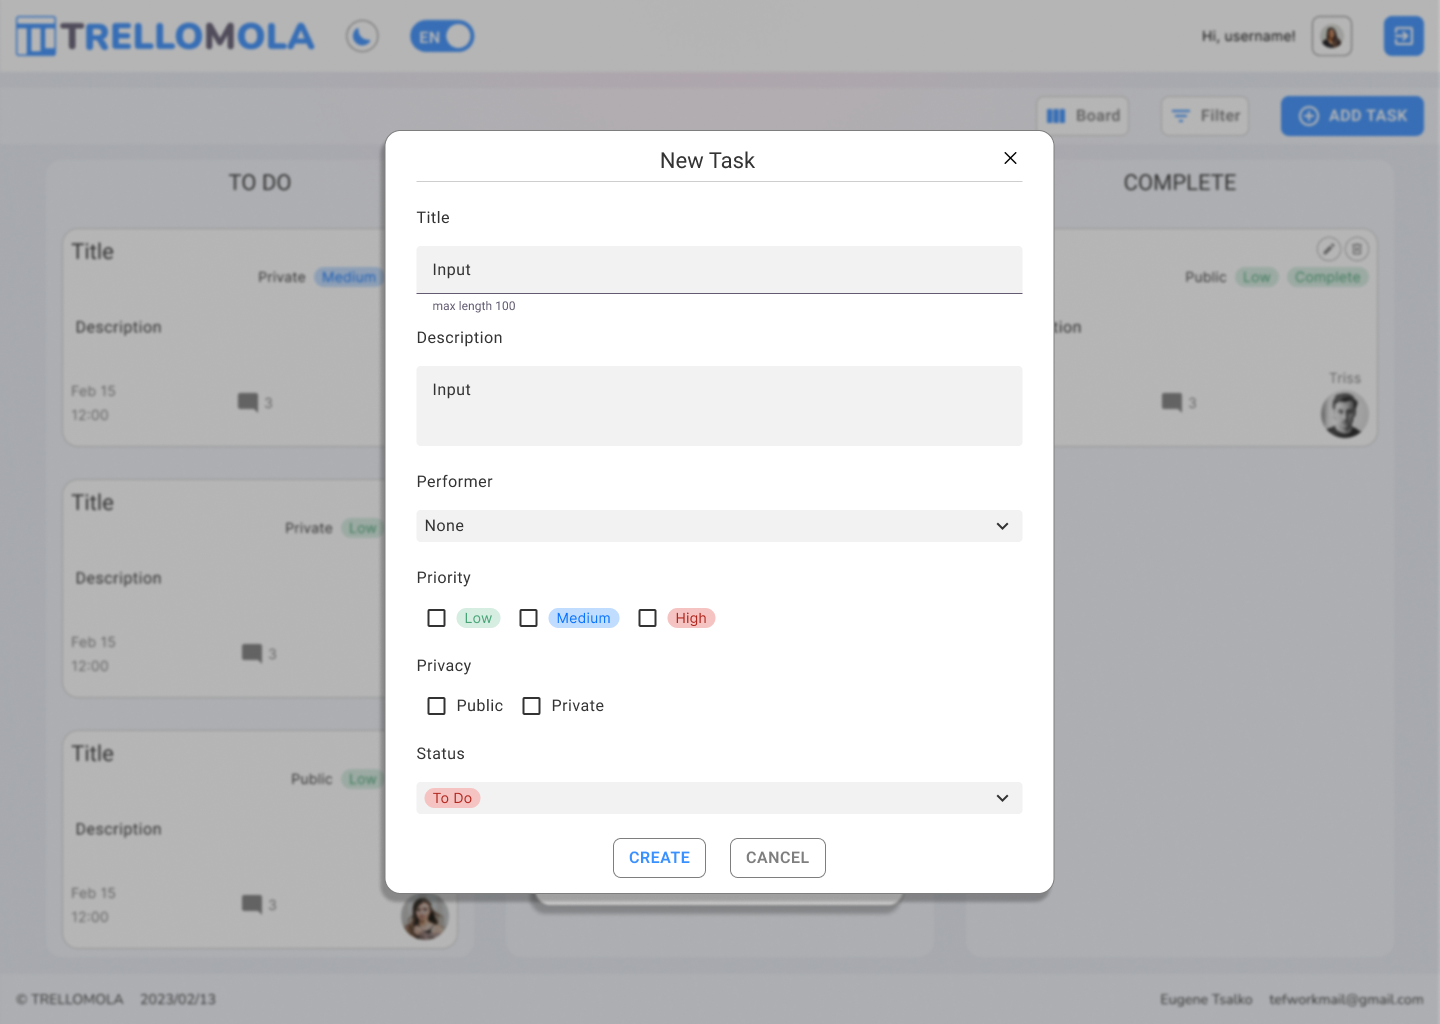 TRELLOMOLA
EN
Hi, username!
Board
Filter
ADD TASK
TO DO
COMPLETE
Title
Private Medium
Description
Feb 15
12:00
3
Title
Private Low
Description
Feb 15
12:00
3
Title
Public Low
Description
Feb 15
12:00
3
New Task
Title
Input
max length 100
Description
Input
Performer
None
Priority
Low Medium High
Privacy
Public Private
Status
To Do
CREATE CANCEL
Public Low Complete
tion
Triss
3
© TRELLOMOLA 2023/02/13
Eugene Tsalko tefworkmail@gmail.com